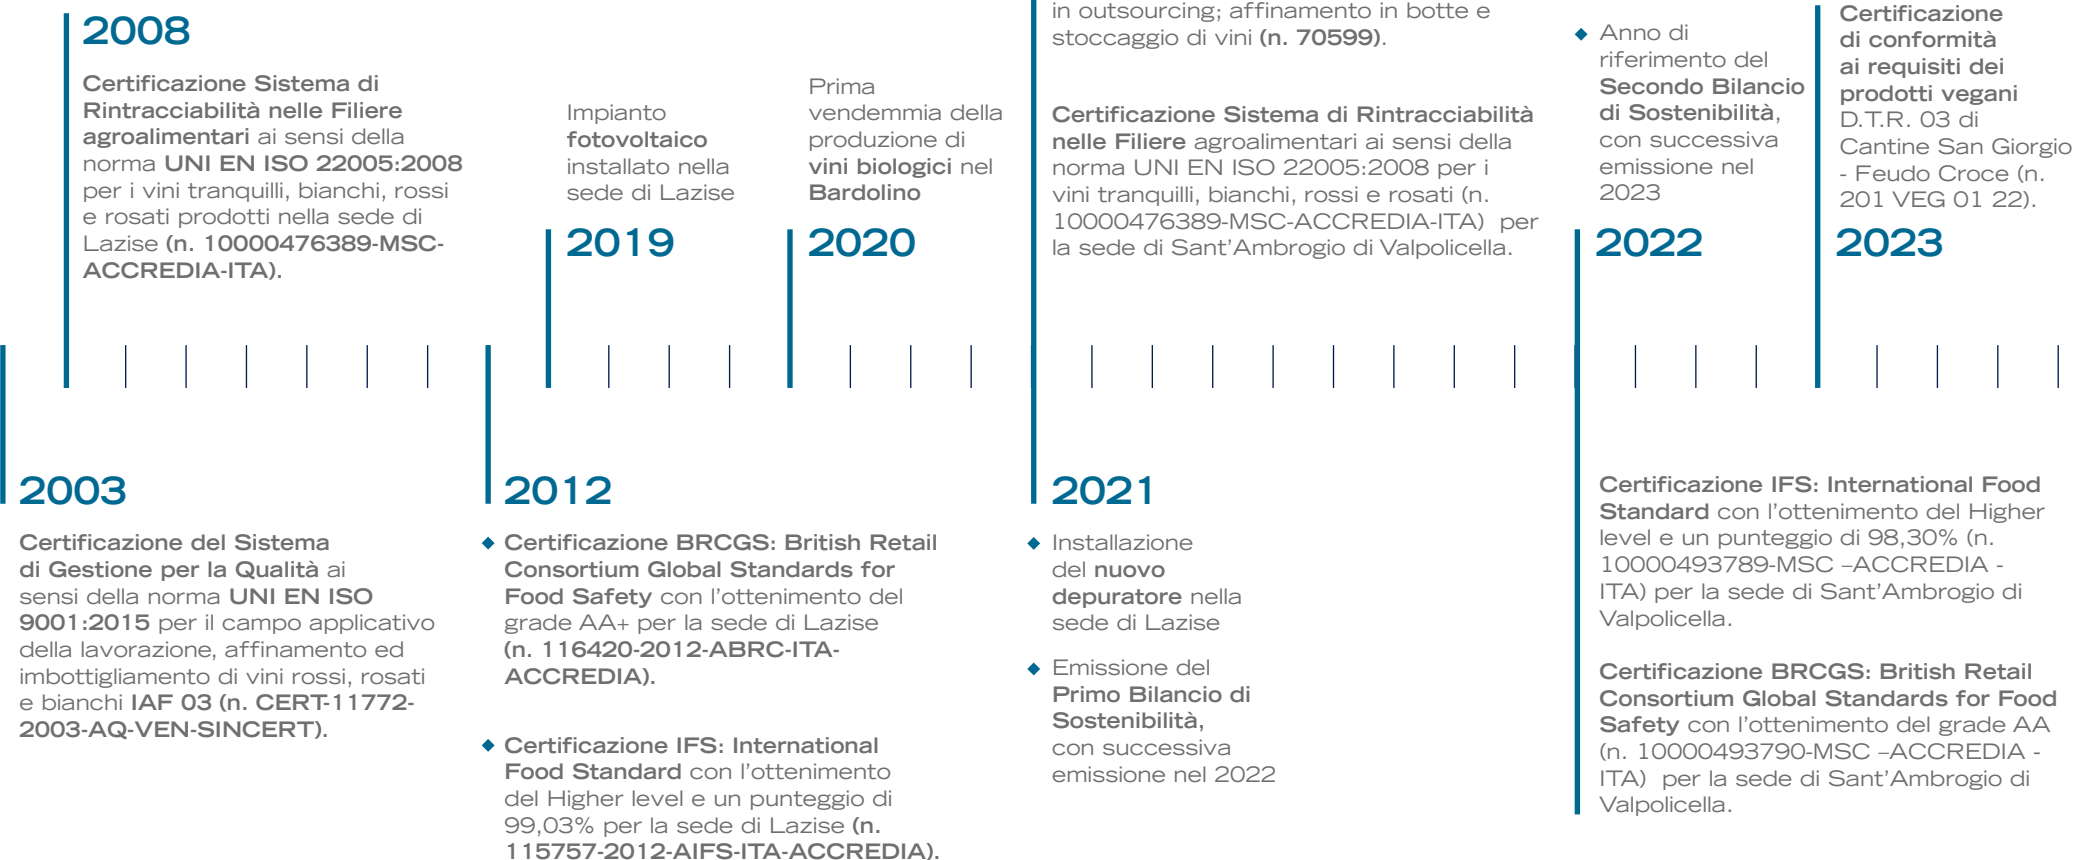 2008
Certificazione Sistema di
Rintracciabilità nelle Filiere
agroalimentari ai sensi della
norma UNI EN ISO 22005:2008
per i vini tranquilli, bianchi, rossi
e rosati prodotti nella sede di
Lazise (n. 10000476389-MSC-
ACCREDIA-ITA).
Impianto
fotovoltaico
installato nella
sede di Lazise
2019
Prima
vendemmia della
produzione di
vini biologici nel
Bardolino
2020
in outsourcing; affinamento in botte e
stoccaggio di vini (n. 70599).
Certificazione Sistema di Rintracciabilità
nelle Filiere agroalimentari ai sensi della
norma UNI EN ISO 22005:2008 per i
vini tranquilli, bianchi, rossi e rosati (n.
10000476389-MSC-ACCREDIA-ITA) per
la sede di Sant'Ambrogio di Valpolicella.
◆ Anno di
riferimento del
Secondo Bilancio
di Sostenibilità,
con successiva
emissione nel
2023
2022
Certificazione
di conformità
ai requisiti dei
prodotti vegani
D.T.R. 03 di
Cantine San Giorgio
- Feudo Croce (n.
201 VEG 01 22).
2023
2003
Certificazione del Sistema
di Gestione per la Qualità ai
sensi della norma UNI EN ISO
9001:2015 per il campo applicativo
della lavorazione, affinamento ed
imbottigliamento di vini rossi, rosati
e bianchi IAF 03 (n. CERT-11772-
2003-AQ-VEN-SINCERT).
2012
◆ Certificazione BRCGS: British Retail
Consortium Global Standards for
Food Safety con l'ottenimento del
grade AA+ per la sede di Lazise
(n. 116420-2012-ABRC-ITA-
ACCREDIA).
◆ Certificazione IFS: International
Food Standard con l'ottenimento
del Higher level e un punteggio di
99,03% per la sede di Lazise (n.
115757-2012-AIFS-ITA-ACCREDIA).
2021
◆ Installazione
del nuovo
depuratore nella
sede di Lazise
◆ Emissione del
Primo Bilancio di
Sostenibilità,
con successiva
emissione nel 2022
Certificazione IFS: International Food
Standard con l'ottenimento del Higher
level e un punteggio di 98,30% (n.
10000493789-MSC –ACCREDIA -
ITA) per la sede di Sant'Ambrogio di
Valpolicella.
Certificazione BRCGS: British Retail
Consortium Global Standards for Food
Safety con l'ottenimento del grade AA
(n. 10000493790-MSC –ACCREDIA -
ITA) per la sede di Sant'Ambrogio di
Valpolicella.